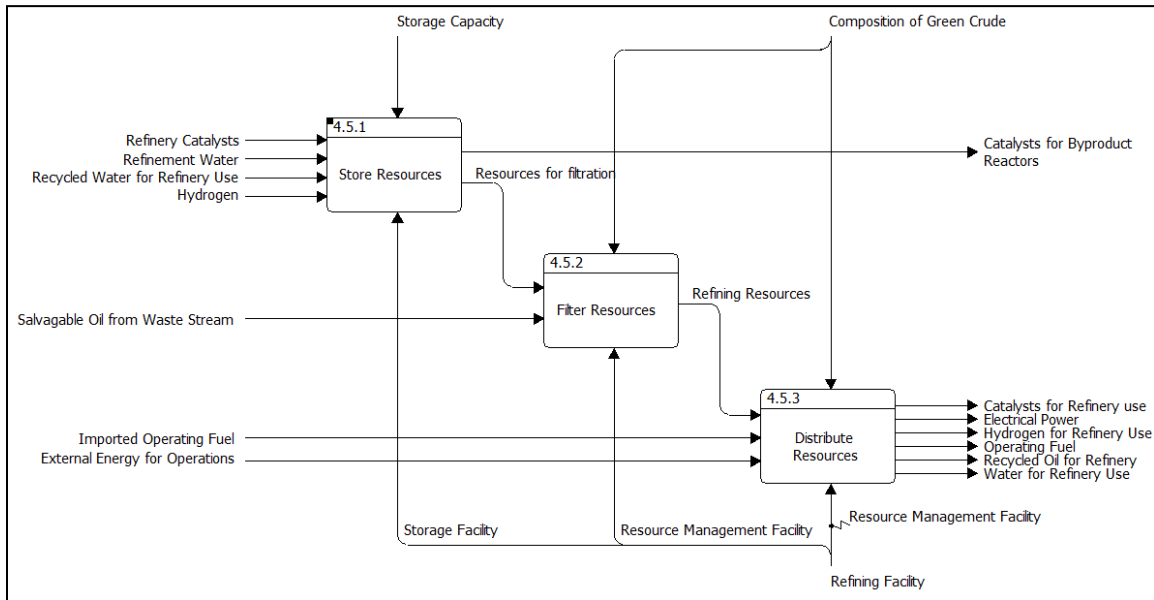 Storage Capacity
Composition of Green Crude
4.5.1
Store Resources
Refinery Catalysts
Refinement Water
Recycled Water for Refinery Use
Hydrogen
Catalysts for Byproduct
Reactors
Resources for filtration
4.5.2
Filter Resources
Salvagable Oil from Waste Stream
Refining Resources
4.5.3
Distribute
Resources
Imported Operating Fuel
External Energy for Operations
Catalysts for Refinery use
Electrical Power
Hydrogen for Refinery Use
Operating Fuel
Recycled Oil for Refinery
Water for Refinery Use
Storage Facility
Resource Management Facility
Resource Management Facility
Refining Facility